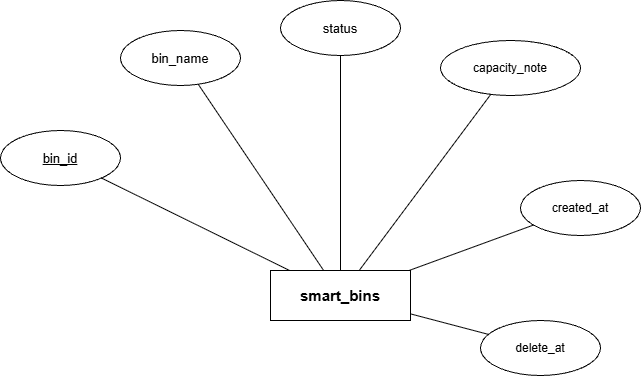 status
bin_name
capacity_note
bin_id
created_at
smart_bins
delete_at